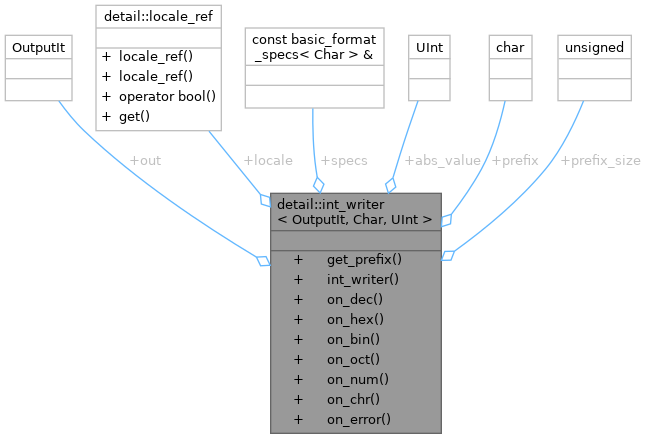 OutputIt
detail::locale_ref
+ locale_ref()
+ locale_ref()
+ operator bool()
+ get()
const basic_format
_specs< Char > &
UInt
char
unsigned
+out
+locale
+specs
+abs_value
+prefix
+prefix_size
detail::int_writer
< OutputIt, Char, UInt >
+ get_prefix()
+ int_writer()
+ on_dec()
+ on_hex()
+ on_bin()
+ on_oct()
+ on_num()
+ on_chr()
+ on_error()